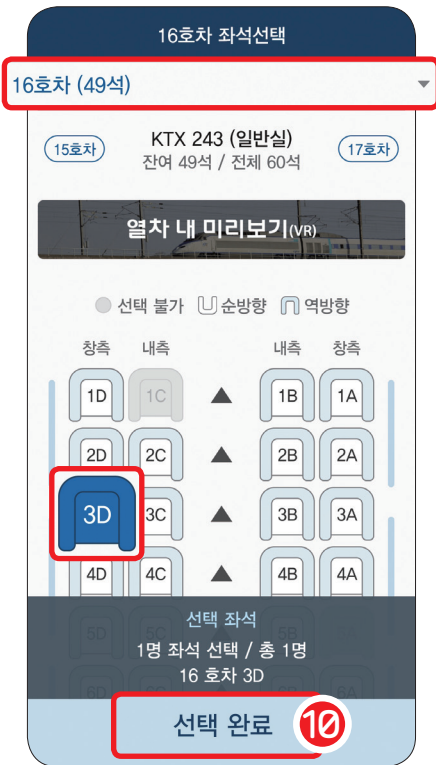 16호차 좌석선택
16호차 (49석)
15호차 KTX 243 (일반실) 17호차
잔여 49석 / 전체 60석
열차 내 미리보기(VR)
선택 불가 순방향 역방향
창측 내측 내측 창측
1D 1C 1B 1A
2D 2C 2B 2A
3D 3C 3B 3A
4D 4C 4B 4A
5D 5C 5B
선택 좌석
1명 좌석 선택 / 총 1명
16 호차 3D
6D 6A
선택 완료 10